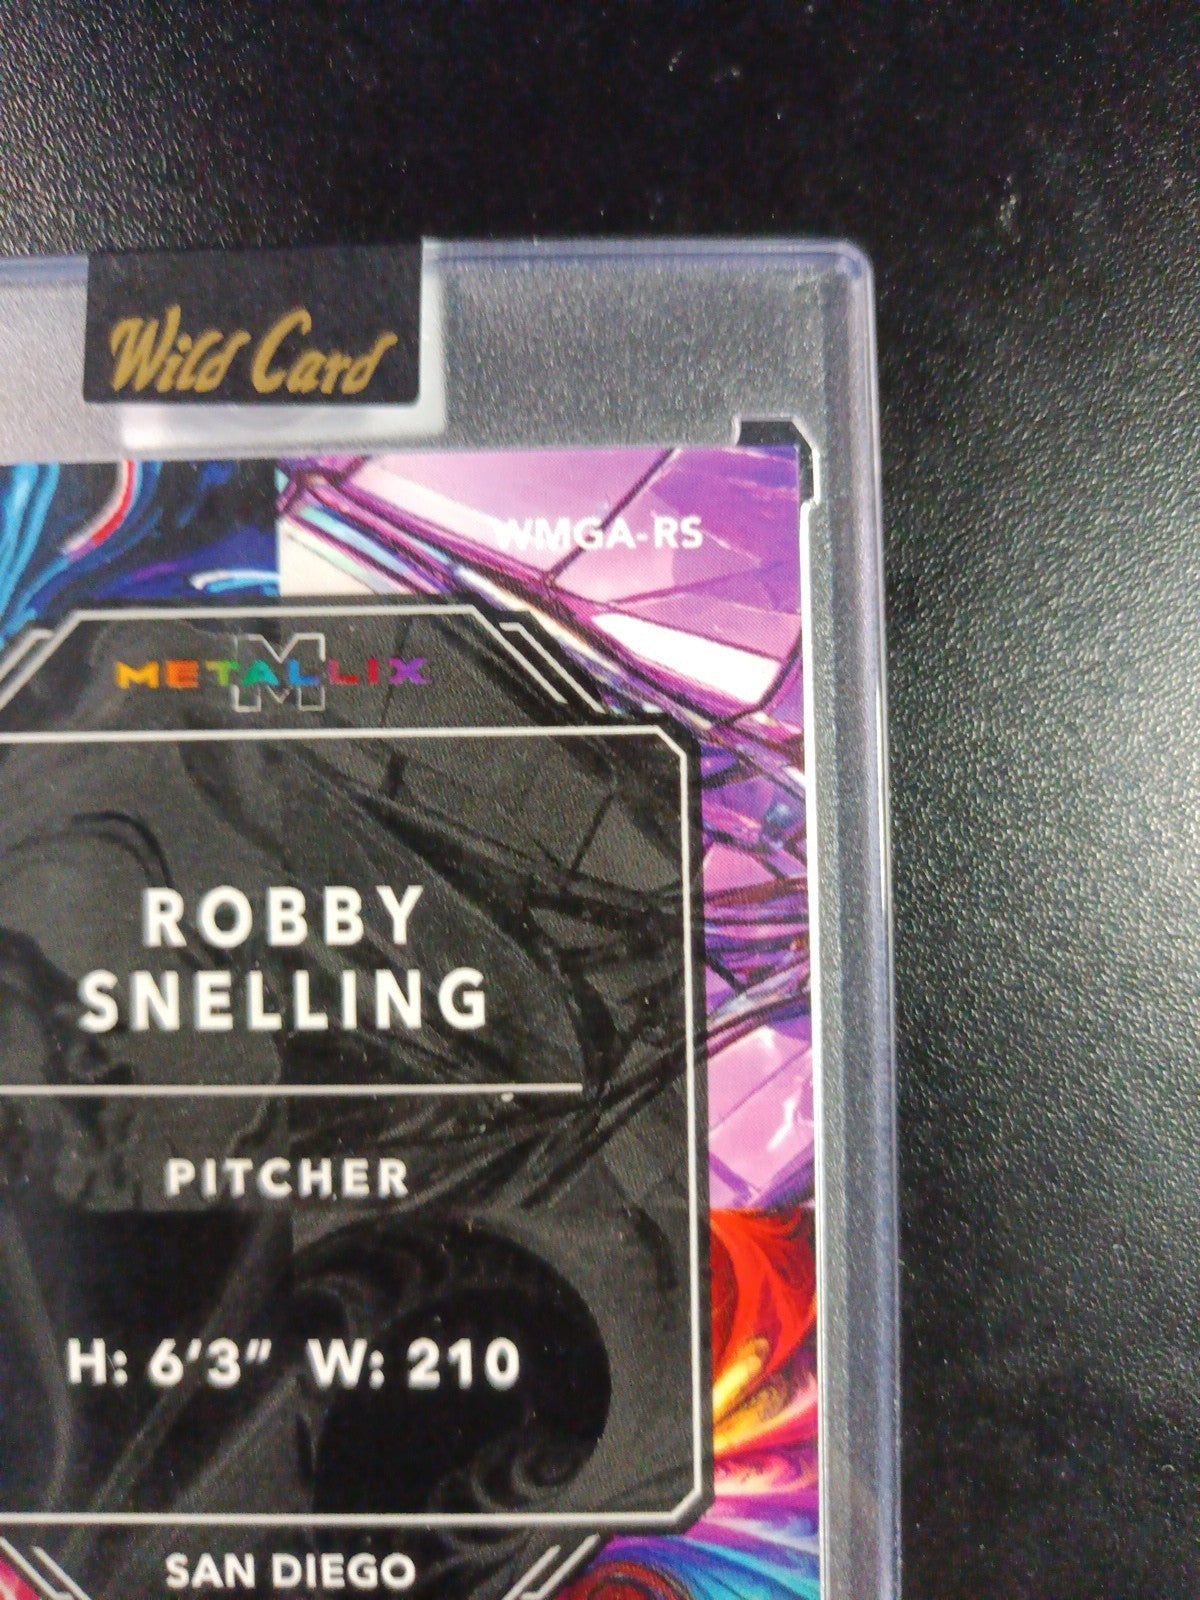 Wild Card
WMGA-RS
METALLIX
M
ROBBY
SNELLING
PITCHER
H: 6'3" W: 210
SAN DIEGO